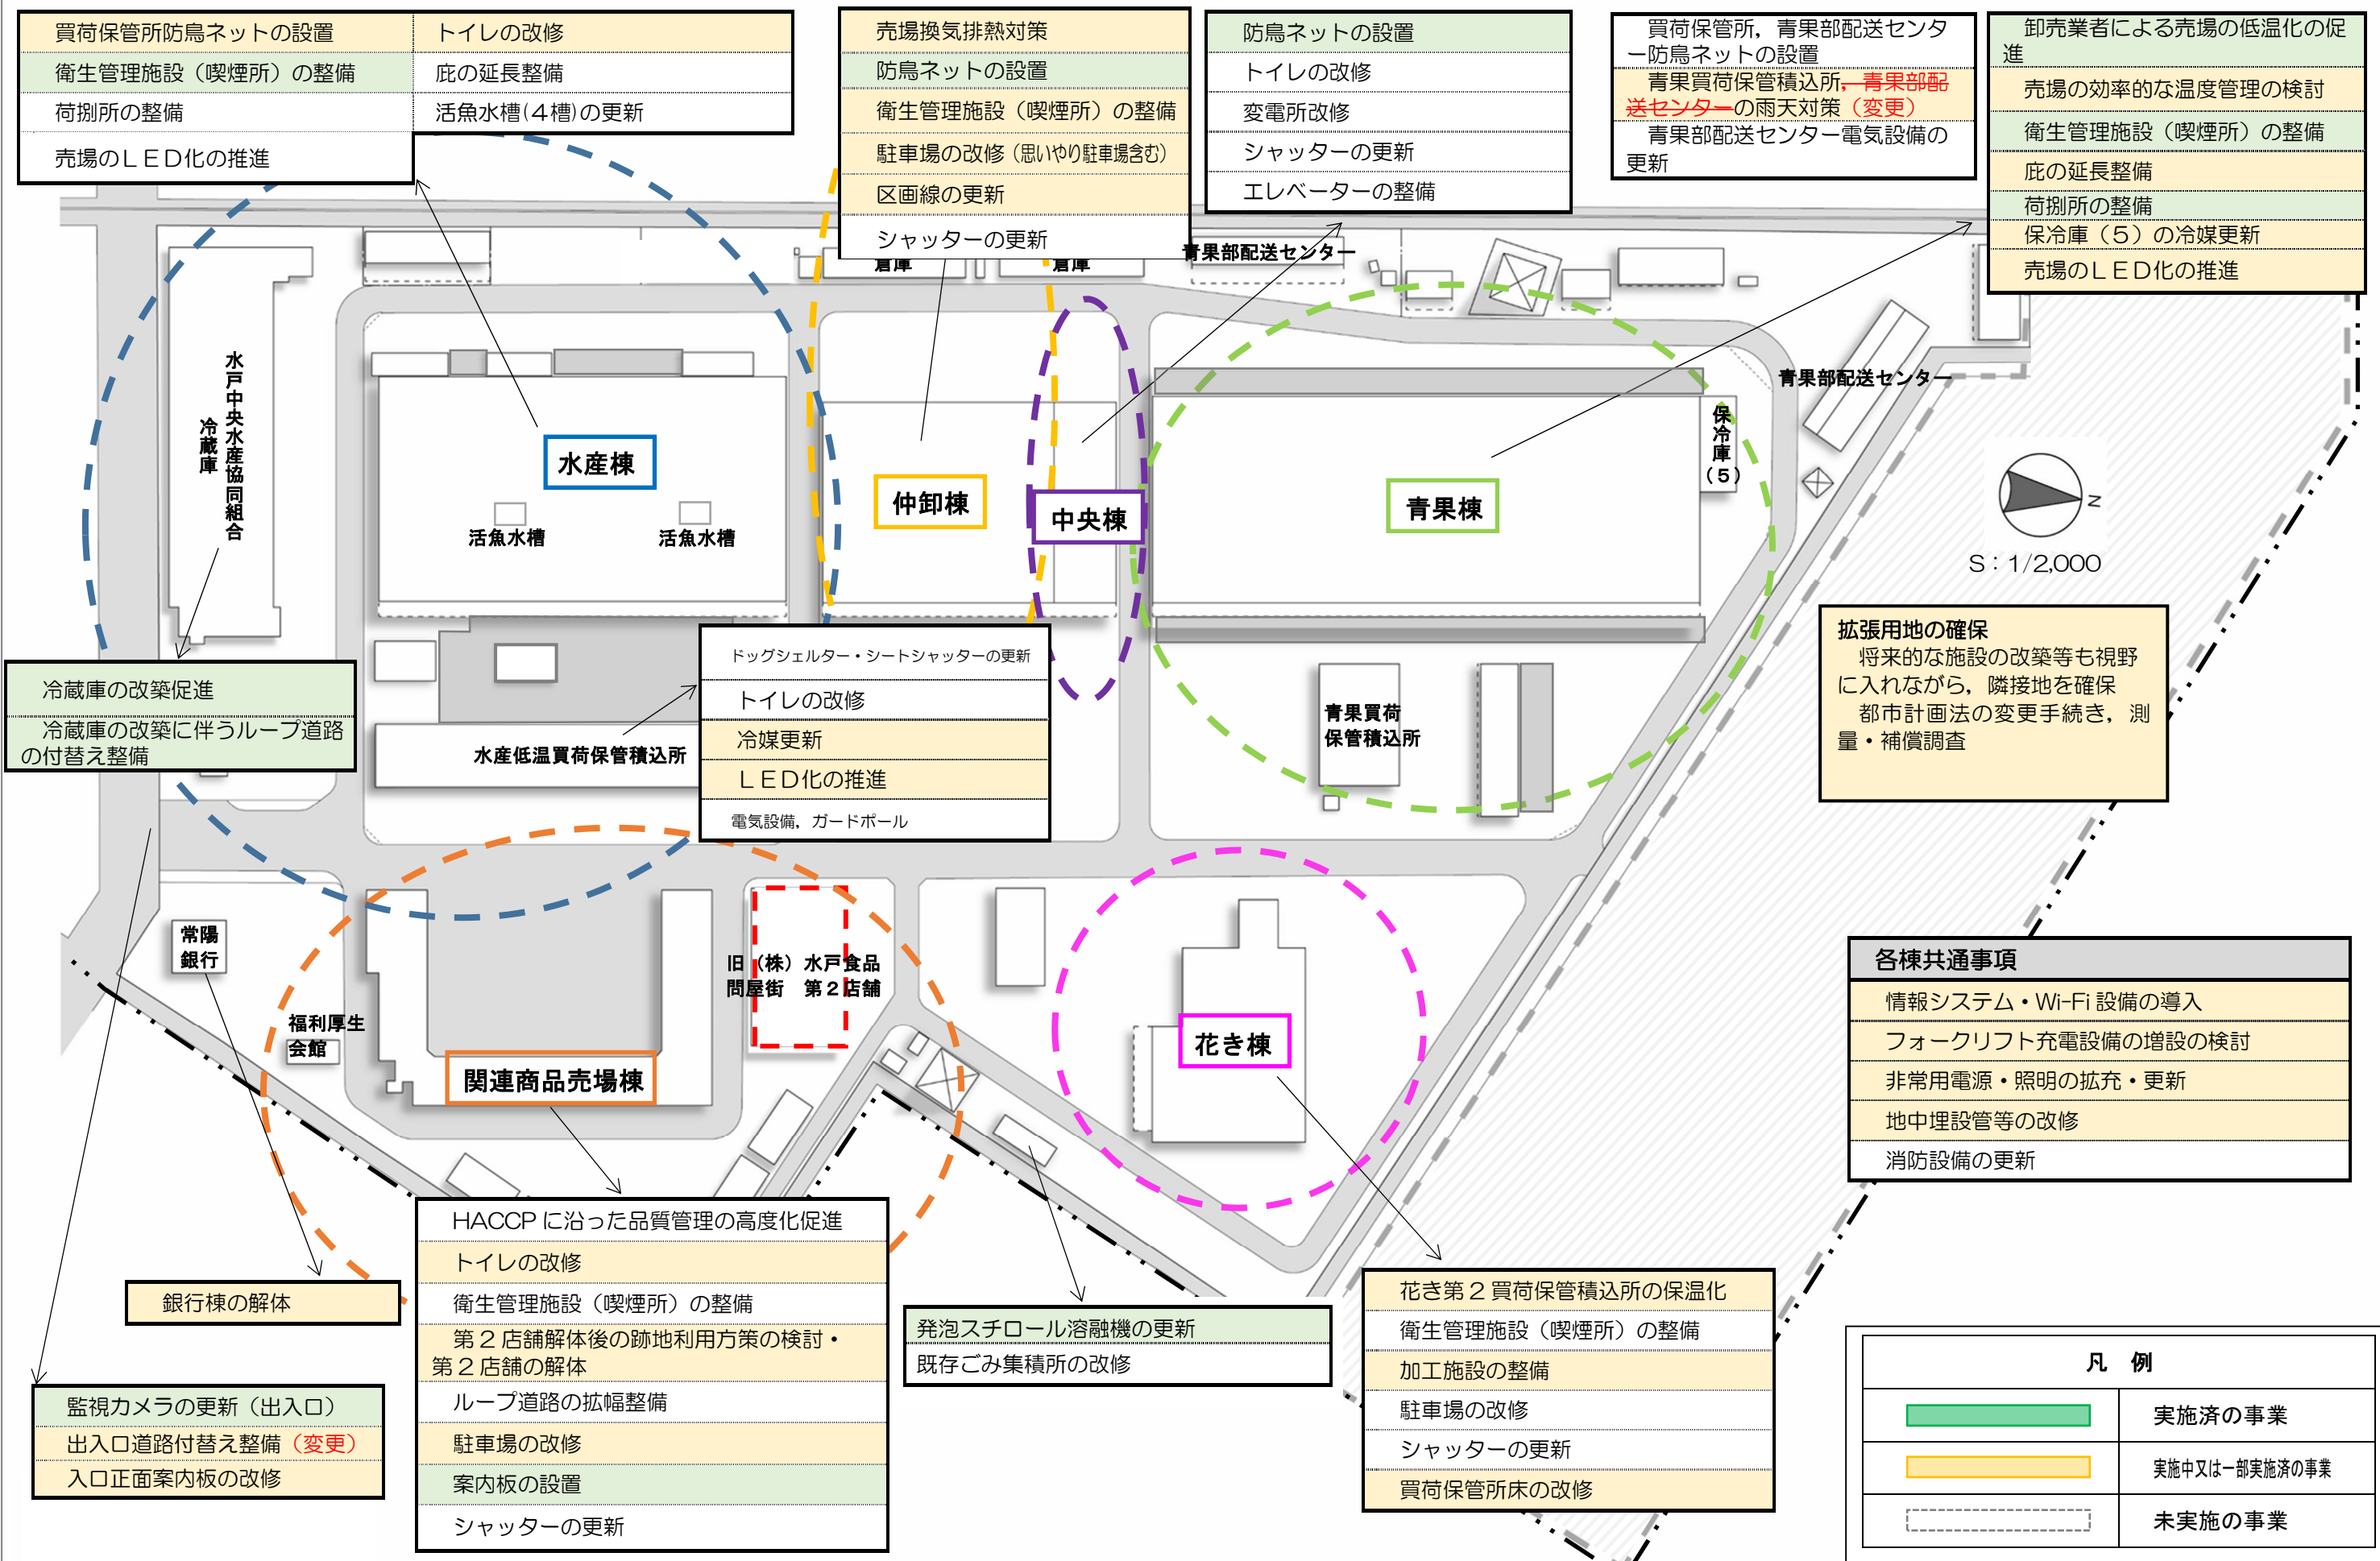 買荷保管所防鳥ネットの設置
トイレの改修
衛生管理施設（喫煙所）の整備
庇の延長整備
荷捌所の整備
活魚水槽(４槽)の更新
売場のＬＥＤ化の推進
売場換気排熱対策
防鳥ネットの設置
衛生管理施設（喫煙所）の整備
駐車場の改修（思いやり駐車場含む）
区画線の更新
シャッターの更新
防鳥ネットの設置
トイレの改修
変電所改修
シャッターの更新
エレベーターの整備
買荷保管所，青果部配送センタ
ー防鳥ネットの設置
青果買荷保管積込所，青果部配
送センターの雨天対策（変更）
青果部配送センター電気設備の
更新
卸売業者による売場の低温化の促
進
売場の効率的な温度管理の検討
衛生管理施設（喫煙所）の整備
庇の延長整備
荷捌所の整備
保冷庫（５）の冷媒更新
売場のＬＥＤ化の推進
倉庫
倉庫
青果部配送センター
水戸中央水産協同組合
冷蔵庫
水産棟
活魚水槽
活魚水槽
仲卸棟
中央棟
青果棟
保冷庫（５）
青果部配送センター
N
S：1/2,000
拡張用地の確保
将来的な施設の改築等も視野
に入れながら，隣接地を確保
都市計画法の変更手続き，測
量・補償調査
冷蔵庫の改築促進
冷蔵庫の改築に伴うループ道路
の付替え整備
水産低温買荷保管積込所
ドッグシェルター・シートシャッターの更新
トイレの改修
冷媒更新
ＬＥＤ化の推進
電気設備，ガードポール
青果買荷
保管積込所
常陽
銀行
福利厚生
会館
関連商品売場棟
旧（株）水戸食品
問屋街　第２店舗
花き棟
各棟共通事項
情報システム・Wi-Fi 設備の導入
フォークリフト充電設備の増設の検討
非常用電源・照明の拡充・更新
地中埋設管等の改修
消防設備の更新
銀行棟の解体
監視カメラの更新（出入口）
出入口道路付替え整備（変更）
入口正面案内板の改修
HACCP に沿った品質管理の高度化促進
トイレの改修
衛生管理施設（喫煙所）の整備
第２店舗解体後の跡地利用方策の検討・
第２店舗の解体
ループ道路の拡幅整備
駐車場の改修
案内板の設置
シャッターの更新
発泡スチロール溶融機の更新
既存ごみ集積所の改修
花き第２買荷保管積込所の保温化
衛生管理施設（喫煙所）の整備
加工施設の整備
駐車場の改修
シャッターの更新
買荷保管所床の改修
凡　例
実施済の事業
実施中又は一部実施済の事業
未実施の事業